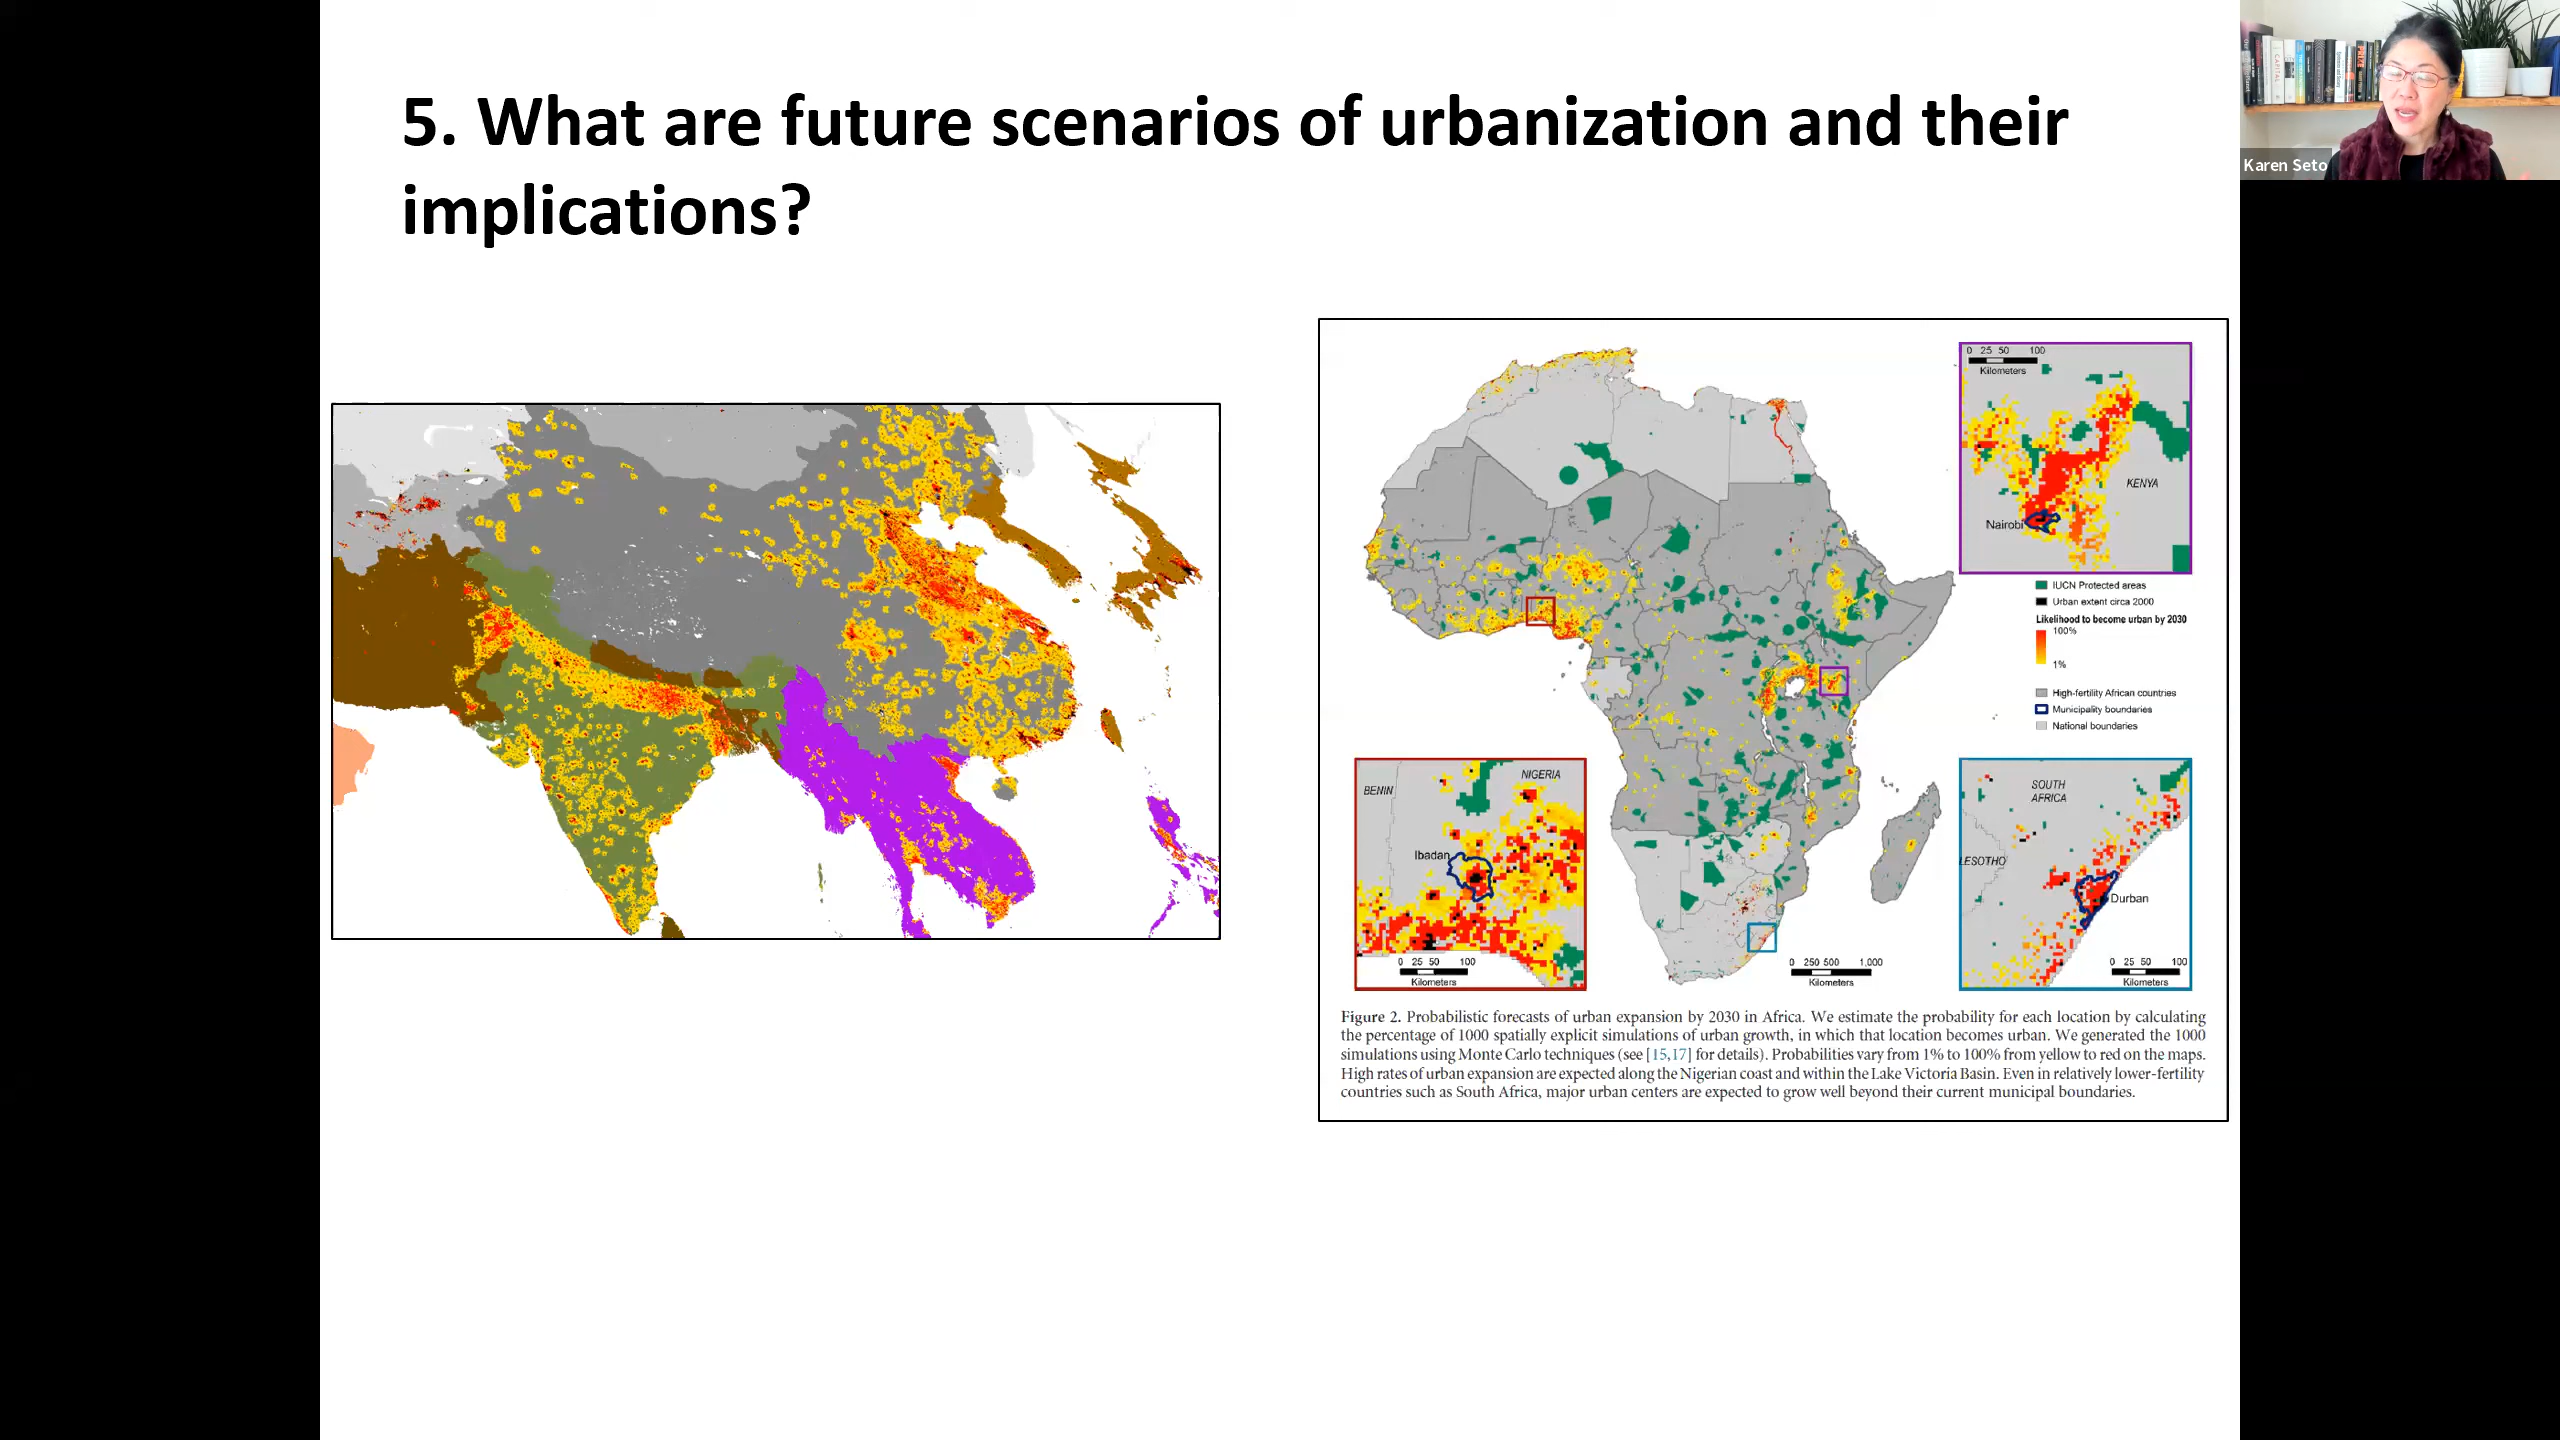 5. What are future scenarios of urbanization and their
implications?
Karen Seto
CAPITAL
0 25 50 100
Kilometers
KENYA
Nairobi
IUCN Protected areas
Urban extent circa 2000
Likelihood to become urban by 2030
100%
1%
High-fertility African countries
Municipality boundaries
National boundaries
NIGERIA
BENIN
Ibadan
0 25 50 100
Kilometers
0 250 500 1,000
Kilometers
SOUTH
AFRICA
LESOTHO
Durban
0 25 50 100
Kilometers
Figure 2. Probabilistic forecasts of urban expansion by 2030 in Africa. We estimate the probability for each location by calculating
the percentage of 1000 spatially explicit simulations of urban growth, in which that location becomes urban. We generated the 1000
simulations using Monte Carlo techniques (see [15,17] for details). Probabilities vary from 1% to 100% from yellow to red on the maps.
High rates of urban expansion are expected along the Nigerian coast and within the Lake Victoria Basin. Even in relatively lower-fertility
countries such as South Africa, major urban centers are expected to grow well beyond their current municipal boundaries.